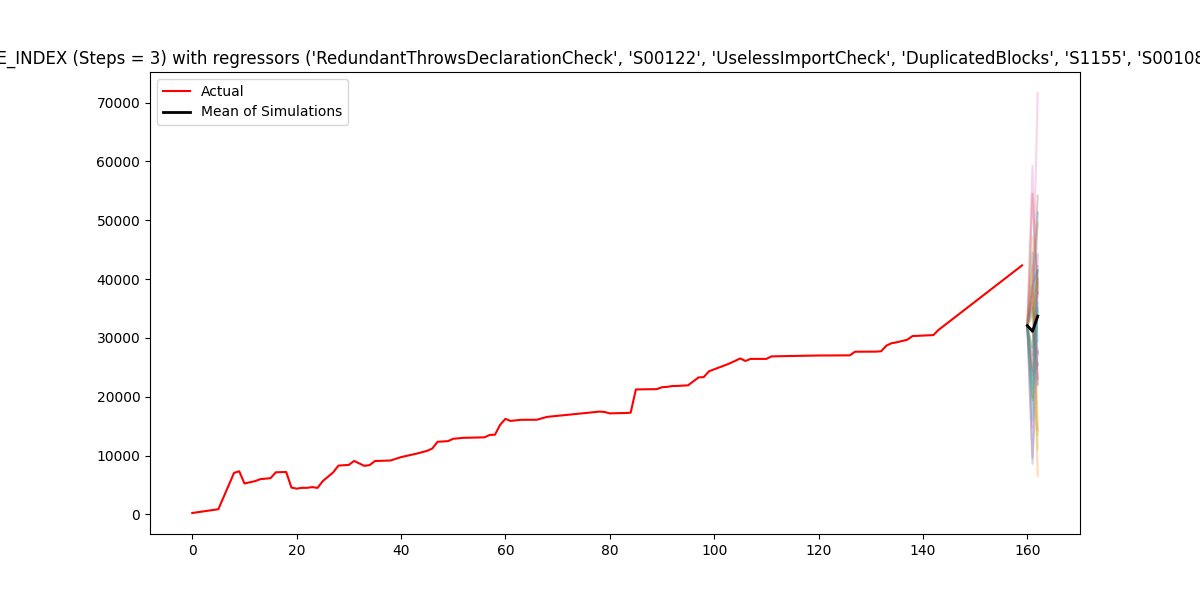 E_INDEX (Steps = 3) with regressors ('RedundantThrowsDeclarationCheck', 'S00122', 'UselessImportCheck', 'DuplicatedBlocks', 'S1155', 'S00108
Actual
Mean of Simulations
70000
60000
50000
40000
30000
20000
10000
0
0 20 40 60 80 100 120 140 160